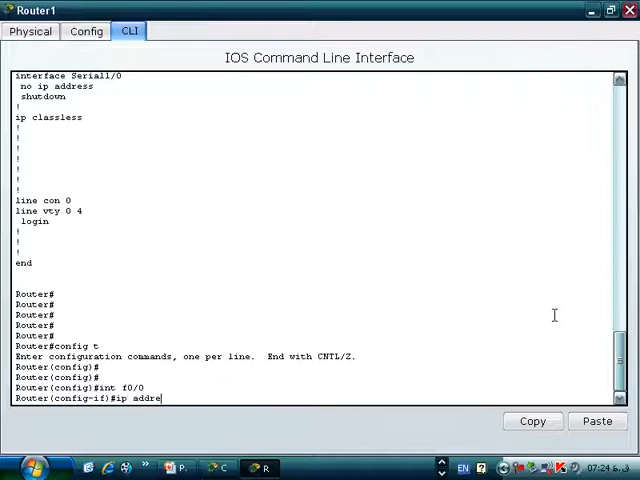 Router1
Physical
Config
CLI
IOS Command Line Interface
interface Serial1/0
no ip address
shutdown
!
ip classless
!
!
!
!
!
!
!
line con 0
line vty 0 4
login
!
!
!
end
Router#
Router#
Router#
Router#
Router#
Router#config t
Enter configuration commands, one per line.  End with CNTL/Z.
Router(config)#
Router(config)#
Router(config)#int f0/0
Router(config-if)#ip addre
Copy
Paste
P.
C
R
EN
07:24 ق.ظ